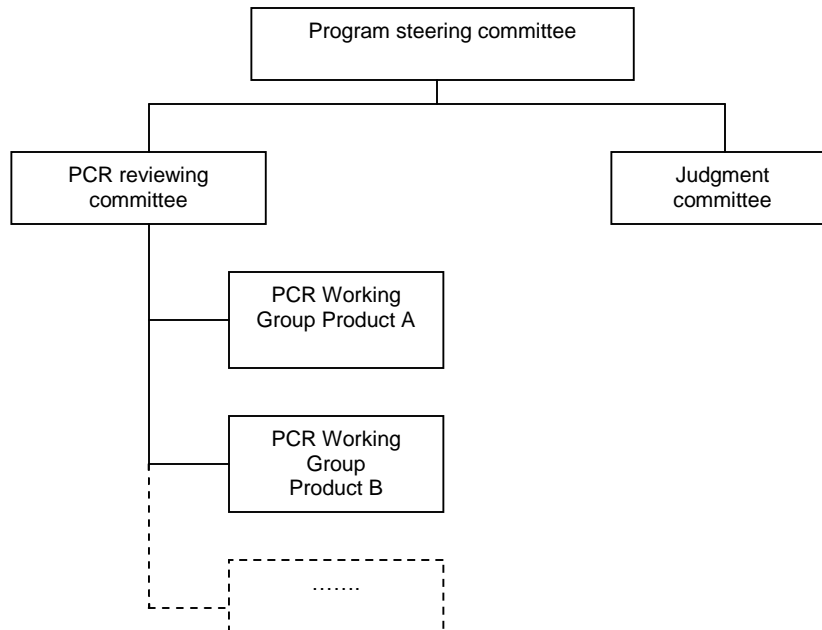 Program steering committee
PCR reviewing
committee
Judgment
committee
PCR Working
Group Product A
PCR Working
Group
Product B
.......